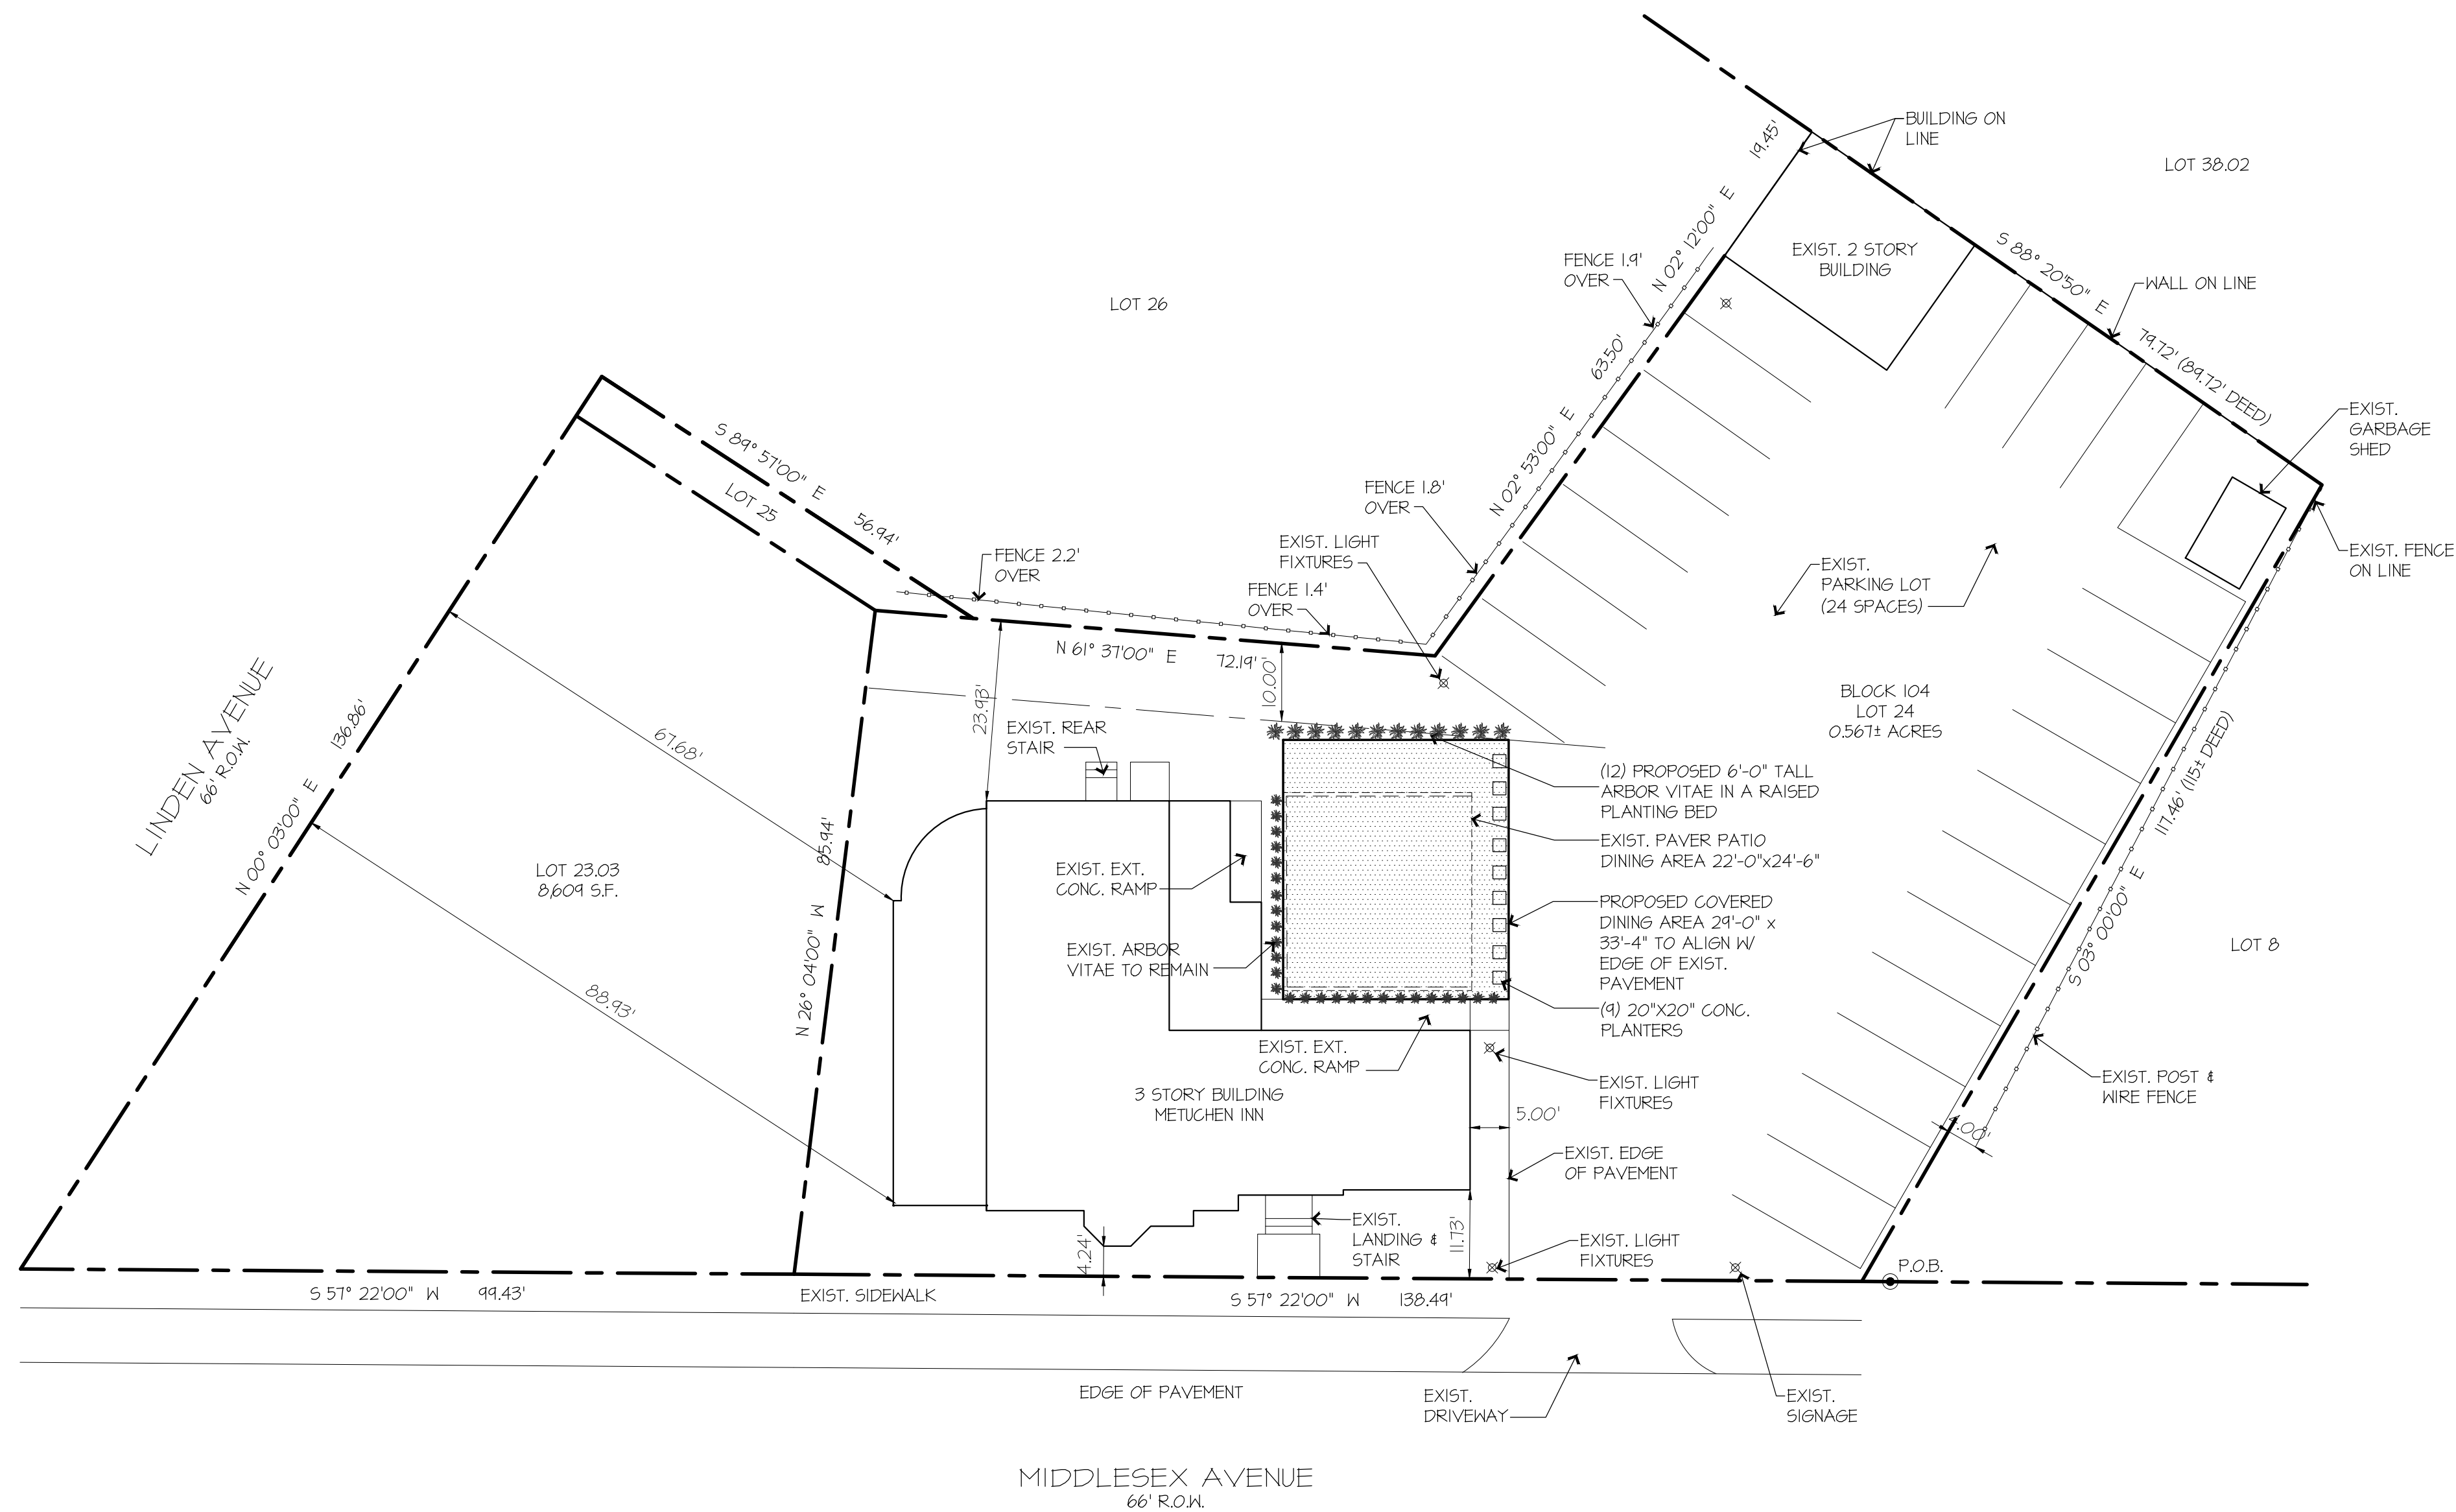 BUILDING ON
LINE
LOT 38.02
19.45'
N 02° 12'00" E
EXIST. 2 STORY
BUILDING
S 88° 20'50" E
FENCE 1.9'
OVER
WALL ON LINE
LOT 26
79.72' (89.72' DEED)
63.50'
N 02° 53'00" E
EXIST.
GARBAGE
SHED
S 89° 57'00" E
56.94'
LOT 25
FENCE 1.8'
OVER
EXIST. LIGHT
FIXTURES
FENCE 2.2'
OVER
FENCE 1.4'
OVER
EXIST. FENCE
ON LINE
EXIST.
PARKING LOT
(24 SPACES)
N 61° 37'00" E 72.19'
10.00'
23.93'
LINDEN AVENUE
66' R.O.W.
136.86'
N 00° 03'00" E
67.68'
88.93'
BLOCK 104
LOT 24
0.567± ACRES
EXIST. REAR
STAIR
117.46' (115± DEED)
S 03° 00'00" E
(12) PROPOSED 6'-0" TALL
ARBOR VITAE IN A RAISED
PLANTING BED
EXIST. PAVER PATIO
DINING AREA 22'-0"x24'-6"
LOT 23.03
8,609 S.F.
85.94'
N 26° 04'00" W
EXIST. EXT.
CONC. RAMP
PROPOSED COVERED
DINING AREA 29'-0" x
33'-4" TO ALIGN W/
EDGE OF EXIST.
PAVEMENT
LOT 8
EXIST. ARBOR
VITAE TO REMAIN
(9) 20"X20" CONC.
PLANTERS
EXIST. EXT.
CONC. RAMP
3 STORY BUILDING
METUCHEN INN
EXIST. LIGHT
FIXTURES
EXIST. POST &
WIRE FENCE
5.00'
4.00'
EXIST. EDGE
OF PAVEMENT
EXIST.
LANDING &
STAIR
11.73'
4.24'
EXIST. LIGHT
FIXTURES
P.O.B.
S 57° 22'00" W 99.43'
EXIST. SIDEWALK
S 57° 22'00" W 138.49'
EDGE OF PAVEMENT
EXIST.
DRIVEWAY
EXIST.
SIGNAGE
MIDDLESEX AVENUE
66' R.O.W.